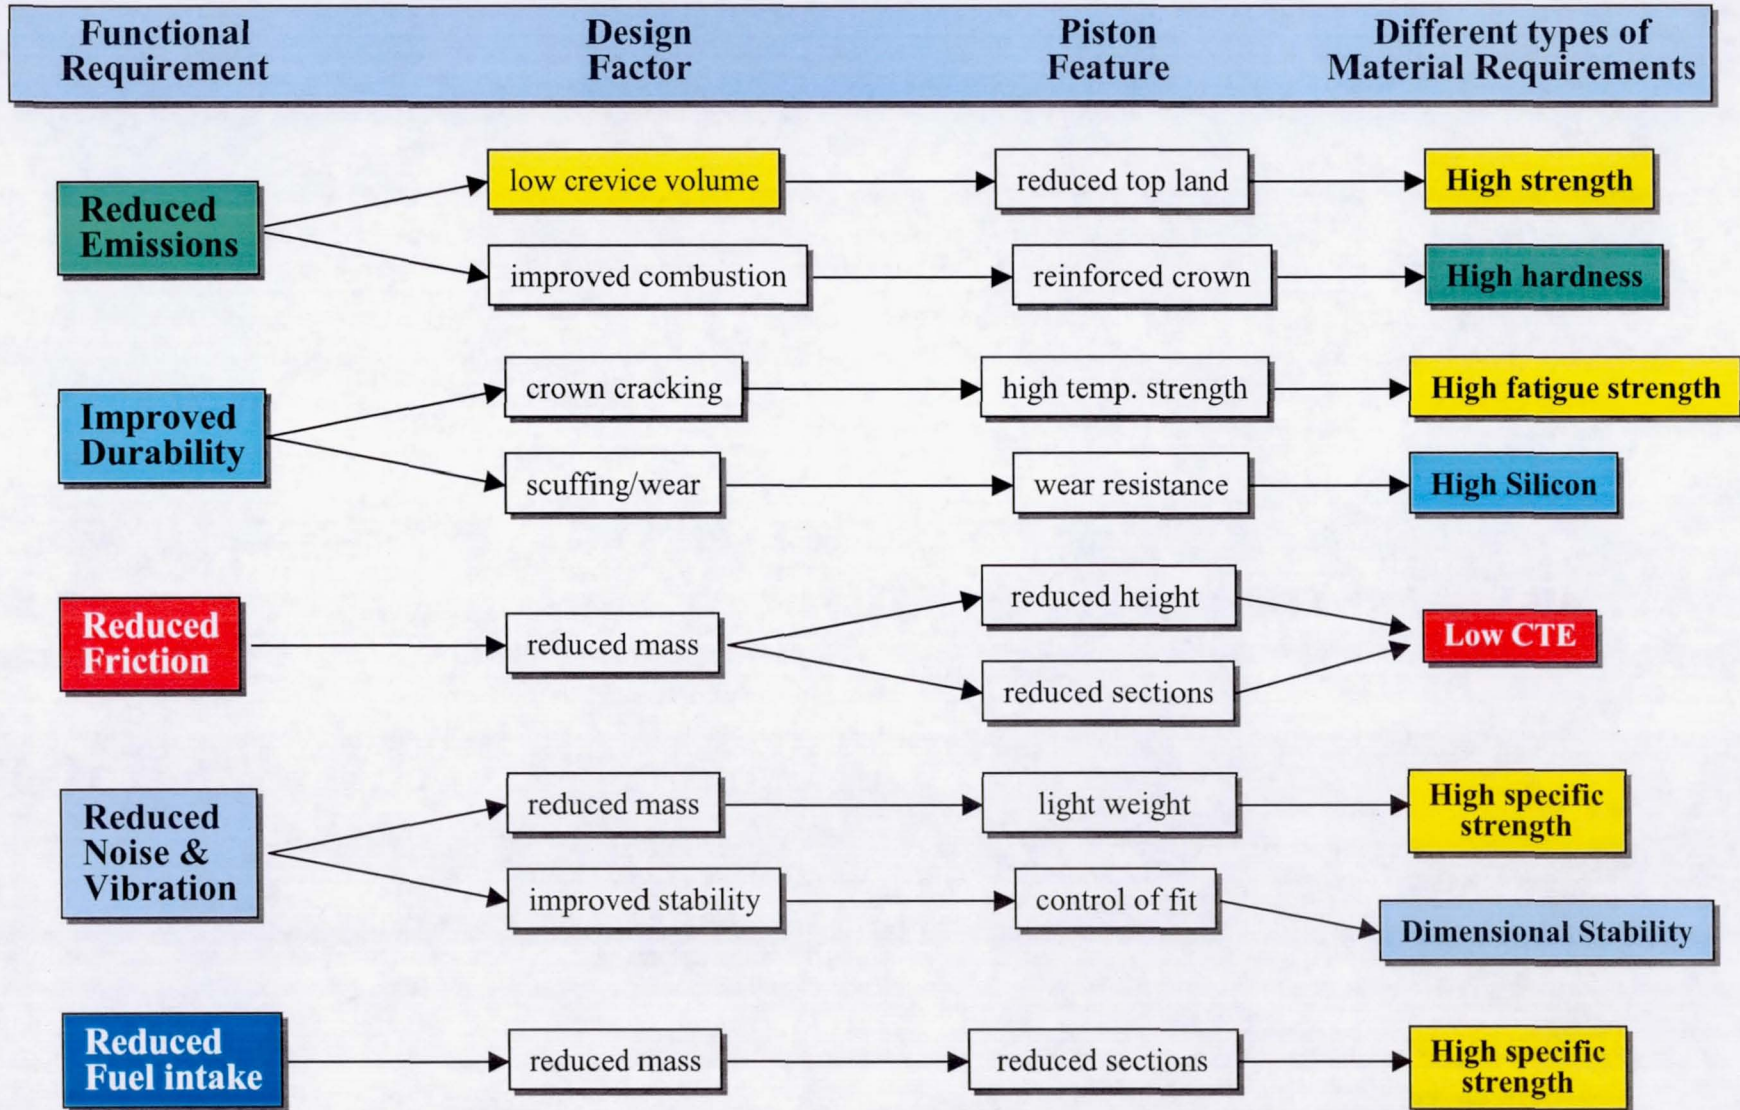 Functional
Requirement
Design
Factor
Piston
Feature
Different types of
Material Requirements
Reduced
Emissions
low crevice volume
reduced top land
High strength
improved combustion
reinforced crown
High hardness
Improved
Durability
crown cracking
high temp. strength
High fatigue strength
scuffing/wear
wear resistance
High Silicon
Reduced
Friction
reduced mass
reduced height
reduced sections
Low CTE
Reduced
Noise &
Vibration
reduced mass
light weight
High specific
strength
improved stability
control of fit
Dimensional Stability
Reduced
Fuel intake
reduced mass
reduced sections
High specific
strength